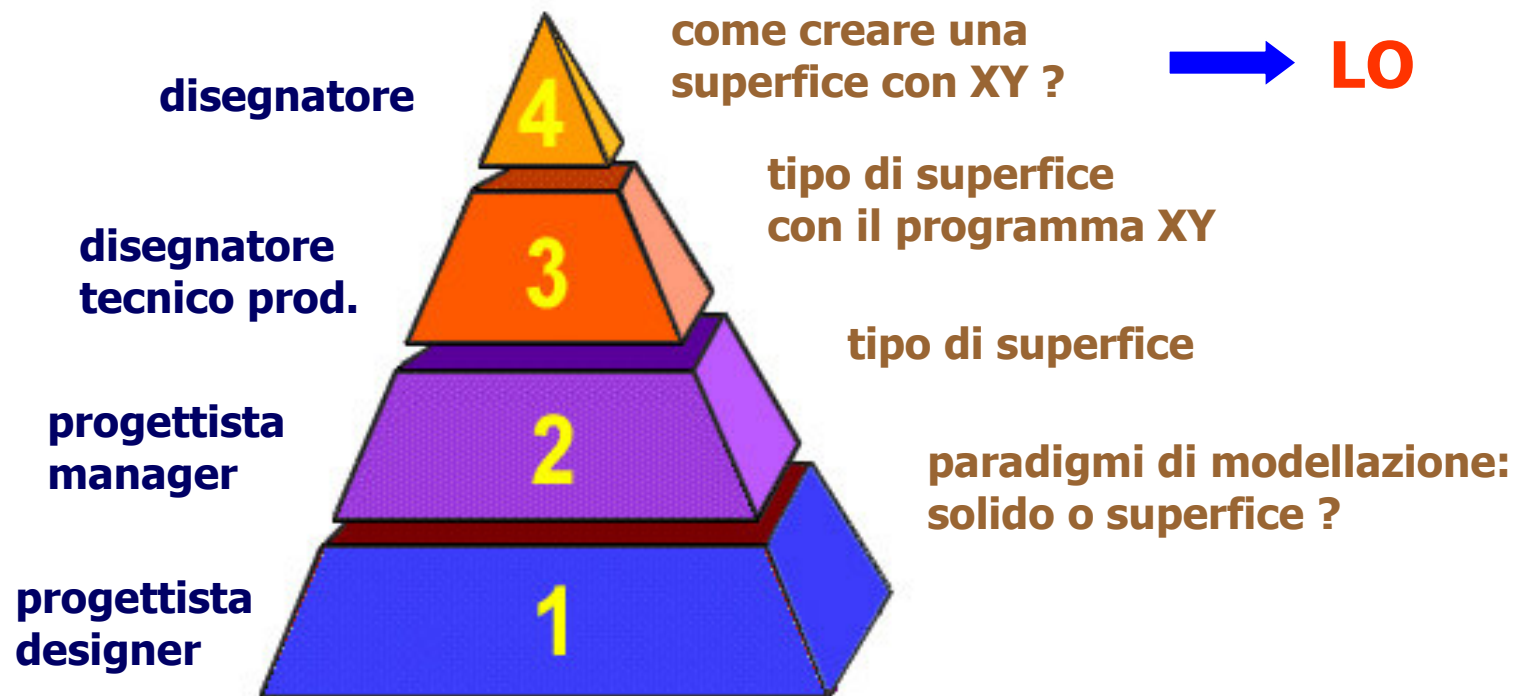 come creare una
superfice con XY ?
LO
disegnatore
4
tipo di superfice
con il programma XY
disegnatore
tecnico prod.
3
tipo di superfice
progettista
manager
2
paradigmi di modellazione:
solido o superfice ?
progettista
designer
1